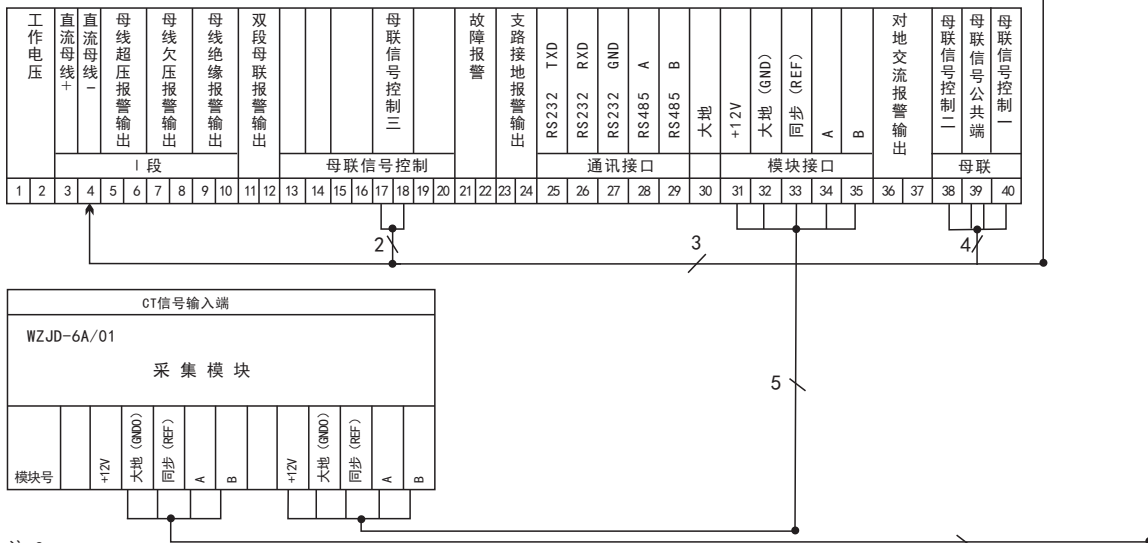 工作电压
直流母线+
直流母线-
母线超压报警输出
母线欠压报警输出
母线绝缘报警输出
双段母联报警输出
母联信号控制三
故障报警
支路接地报警输出
RS232 TXD
RS232 RXD
RS232 GND
RS485 A
RS485 B
大地
+12V
大地（GND）
同步（REF）
A
B
对地交流报警输出
母联信号控制二
母联信号公共端
母联信号控制一
I段
母联信号控制
通讯接口
模块接口
母联
1 2 3 4 5 6 7 8 9 10 11 12 13 14 15 16 17 18 19 20 21 22 23 24 25 26 27 28 29 30 31 32 33 34 35 36 37 38 39 40
2
3
4
CT信号输入端
WZJD-6A/01
采集模块
5
模块号
+12V
大地（GNDO）
同步（REF）
A
B
+12V
大地（GNDO）
同步（REF）
A
B